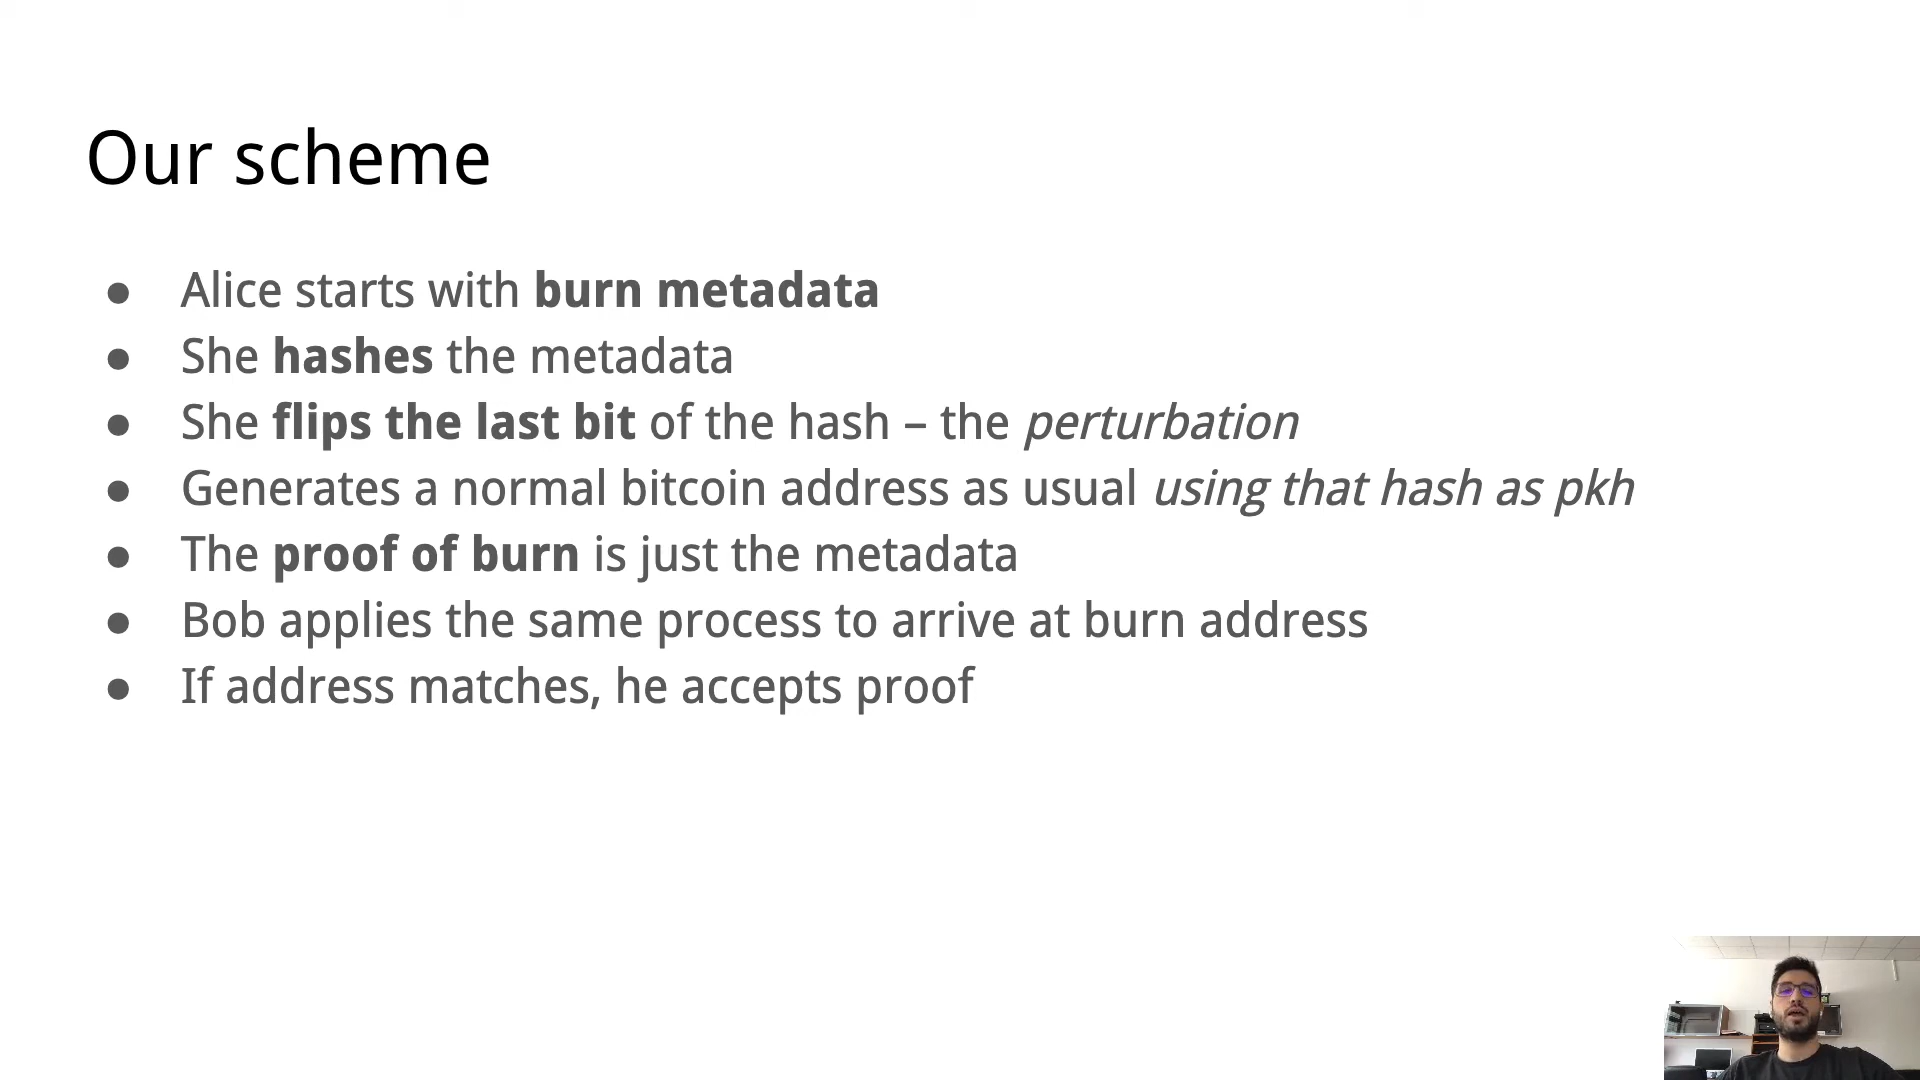 Our scheme
● Alice starts with burn metadata
● She hashes the metadata
● She flips the last bit of the hash – the perturbation
● Generates a normal bitcoin address as usual using that hash as pkh
● The proof of burn is just the metadata
● Bob applies the same process to arrive at burn address
● If address matches, he accepts proof